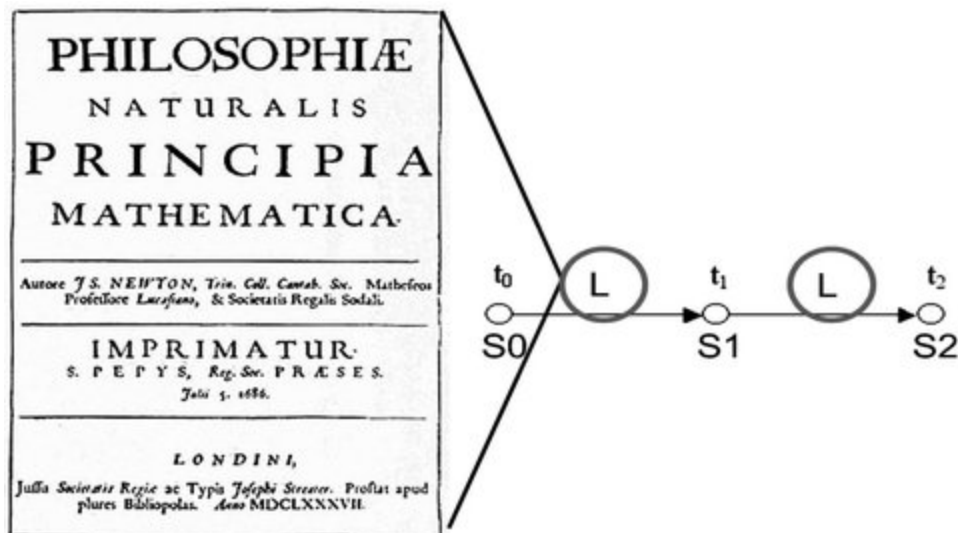 PHILOSOPHIÆ
NATURALIS
PRINCIPIA
MATHEMATICA.
Autore J S. NEWTON, Trin. Coll. Cantab. Soc. Matheseos
Professore Lucasiano, & Societatis Regalis Sodali.
IMPRIMATUR.
S. PEPYS, Reg. Soc. PRÆSES.
Julii 5. 1686.
LONDINI,
Jussu Societatis Regiæ ac Typis Josephi Streater. Prostat apud
plures Bibliopolas. Anno MDCLXXXVII.
t0 L t1 L t2
S0 S1 S2